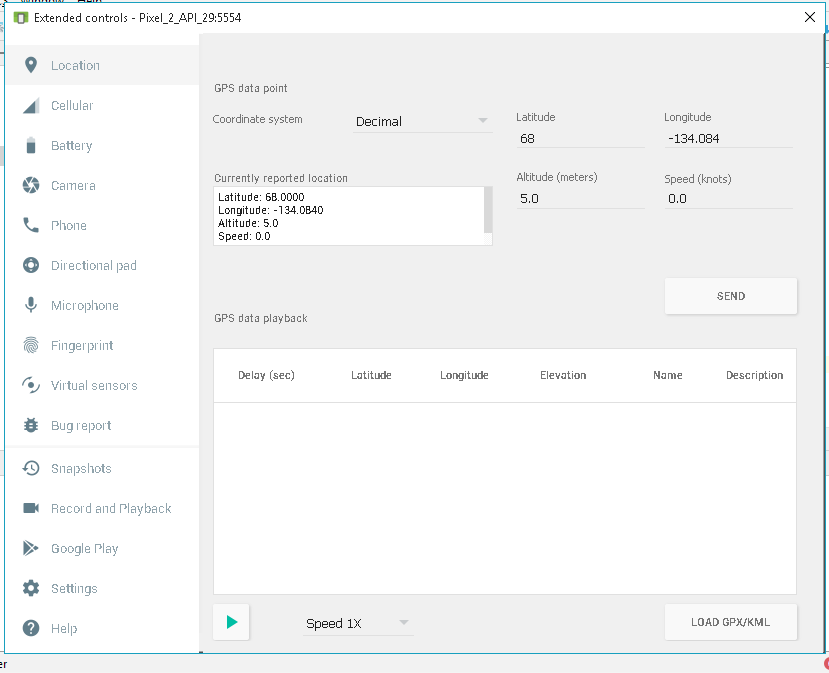 Extended controls - Pixel_2_API_29:5554
Location
Cellular
Battery
Camera
Phone
Directional pad
Microphone
Fingerprint
Virtual sensors
Bug report
Snapshots
Record and Playback
Google Play
Settings
Help
GPS data point
Coordinate system
Decimal
Latitude
68
Longitude
-134.084
Currently reported location
Latitude: 68.0000
Longitude: -134.0840
Altitude: 5.0
Speed: 0.0
Altitude (meters)
5.0
Speed (knots)
0.0
SEND
GPS data playback
Delay (sec) Latitude Longitude Elevation Name Description
Speed 1X
LOAD GPX/KML